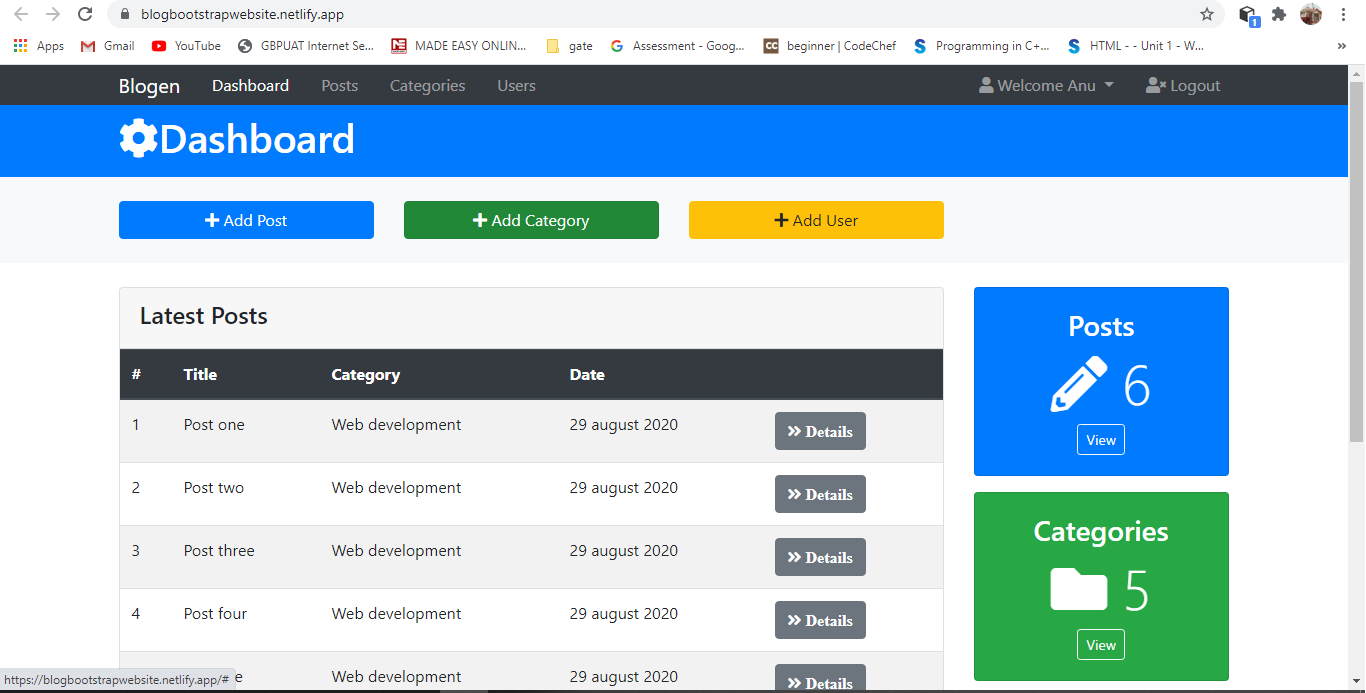 blogbootstrapwebsite.netlify.app
1
Apps Gmail YouTube GBPUAT Internet Se... MADE EASY ONLIN... gate Assessment - Goog... beginner | CodeChef Programming in C+... HTML - - Unit 1 - W... »
Blogen Dashboard Posts Categories Users Welcome Anu Logout
Dashboard
Add Post Add Category Add User
Latest Posts
# Title Category Date
1 Post one Web development 29 august 2020 Details
2 Post two Web development 29 august 2020 Details
3 Post three Web development 29 august 2020 Details
4 Post four Web development 29 august 2020 Details
Web development 29 august 2020 Details
Posts
6
View
Categories
5
View
https://blogbootstrapwebsite.netlify.app/#